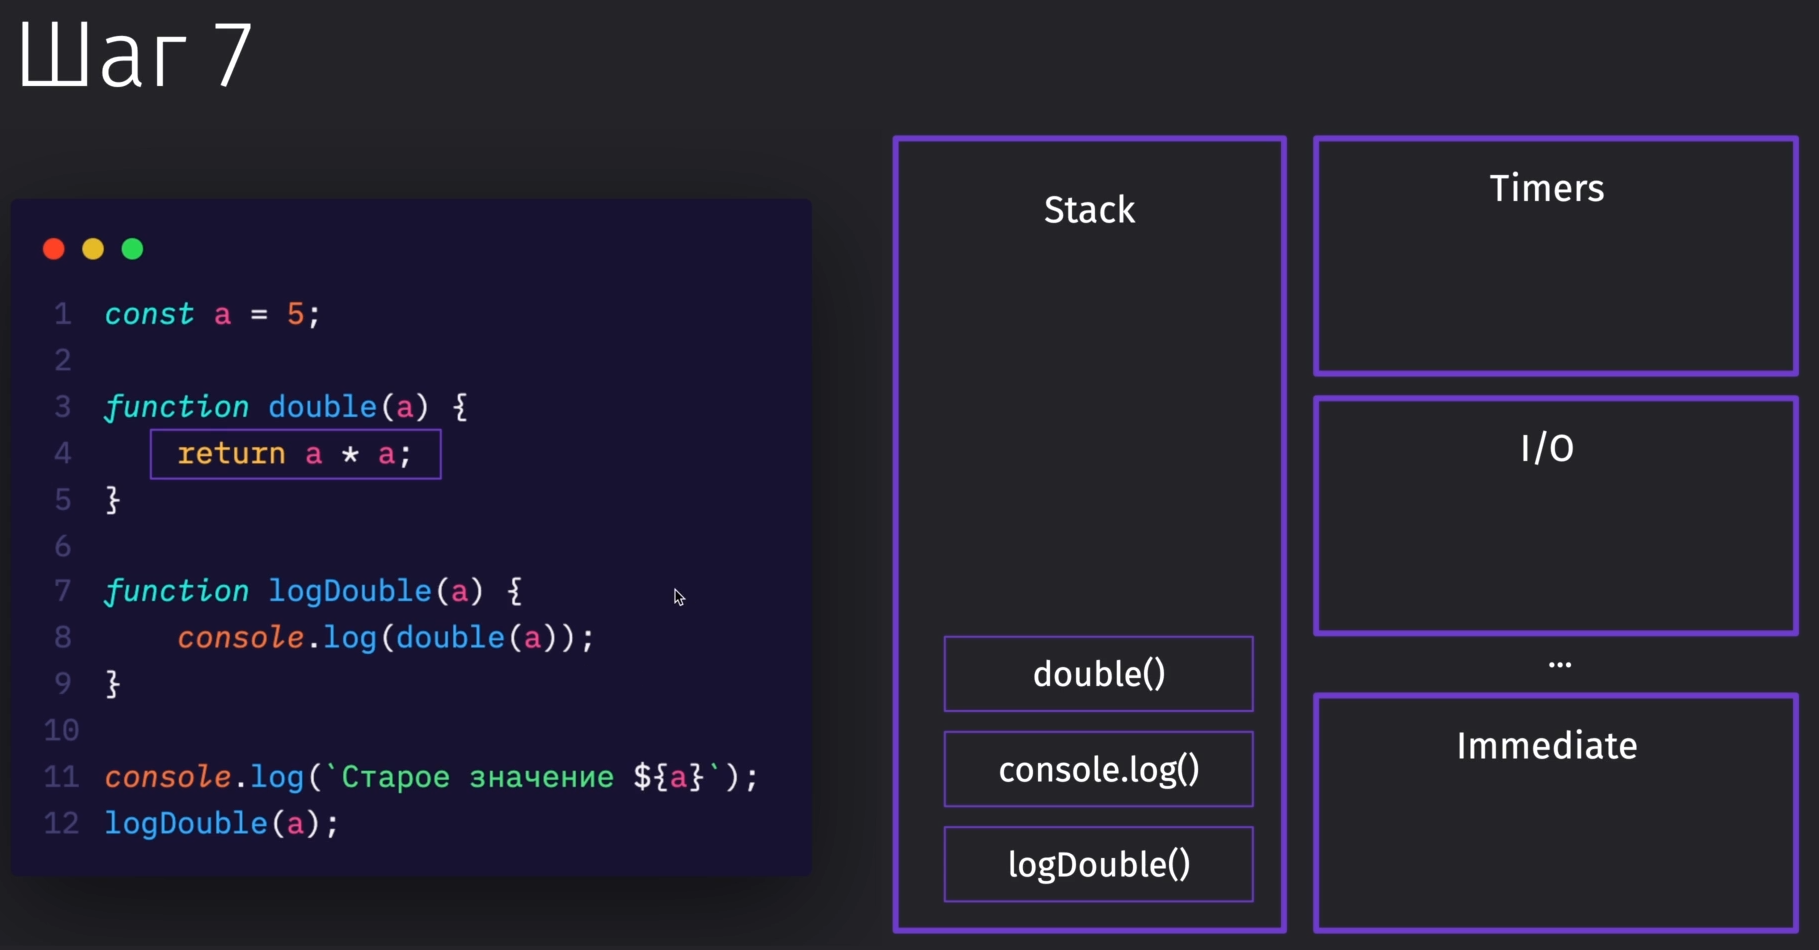 Шаг 7
1 const a = 5;
2
3 function double(a) {
4 return a * a;
5 }
6
7 function logDouble(a) {
8 console.log(double(a));
9 }
10
11 console.log(`Старое значение ${a}`);
12 logDouble(a);
Stack
double()
console.log()
logDouble()
Timers
I/O
...
Immediate